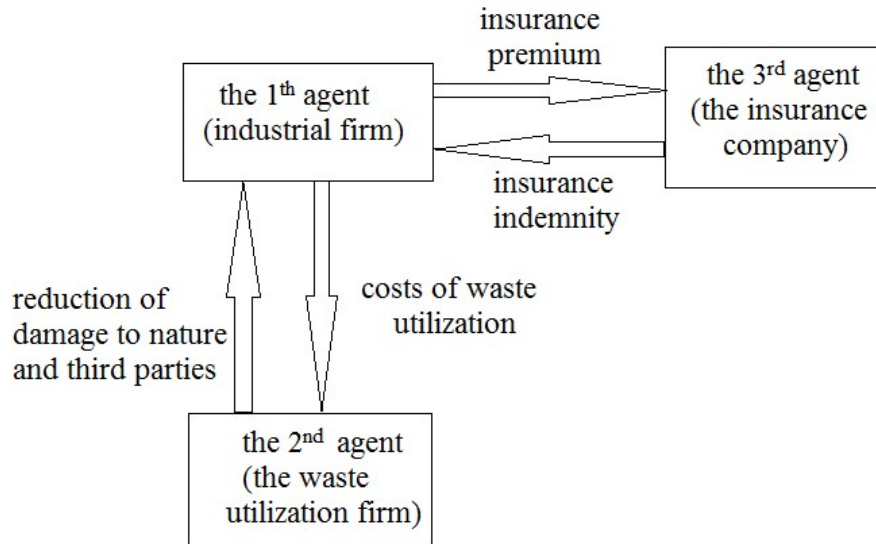 insurance
premium
the 1th agent
(industrial firm)
the 3rd agent
(the insurance
company)
insurance
indemnity
reduction of
damage to nature
and third parties
costs of waste
utilization
the 2nd agent
(the waste
utilization firm)